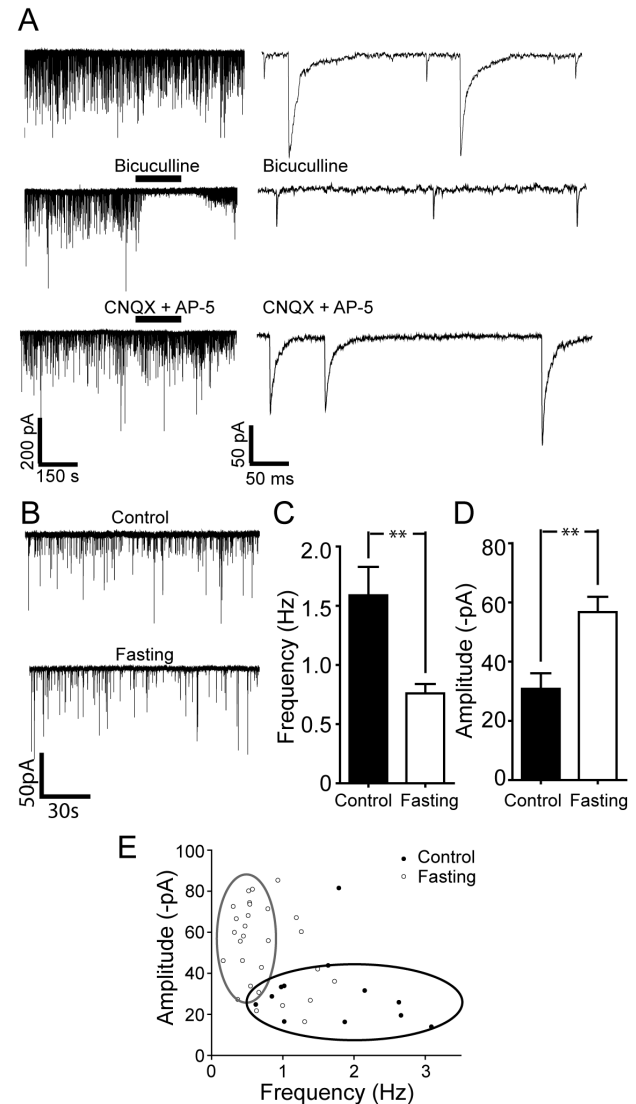 A
Bicuculline
Bicuculline
CNQX + AP-5
CNQX + AP-5
200 pA
150 s
50 pA
50 ms
B
Control
Fasting
50pA
30s
C
**
Frequency (Hz)
2.0
1.5
1.0
0.5
0
Control
Fasting
D
**
Amplitude (-pA)
80
60
40
20
0
Control
Fasting
E
Amplitude (-pA)
100
80
60
40
20
0
Control
Fasting
0
1
2
3
Frequency (Hz)